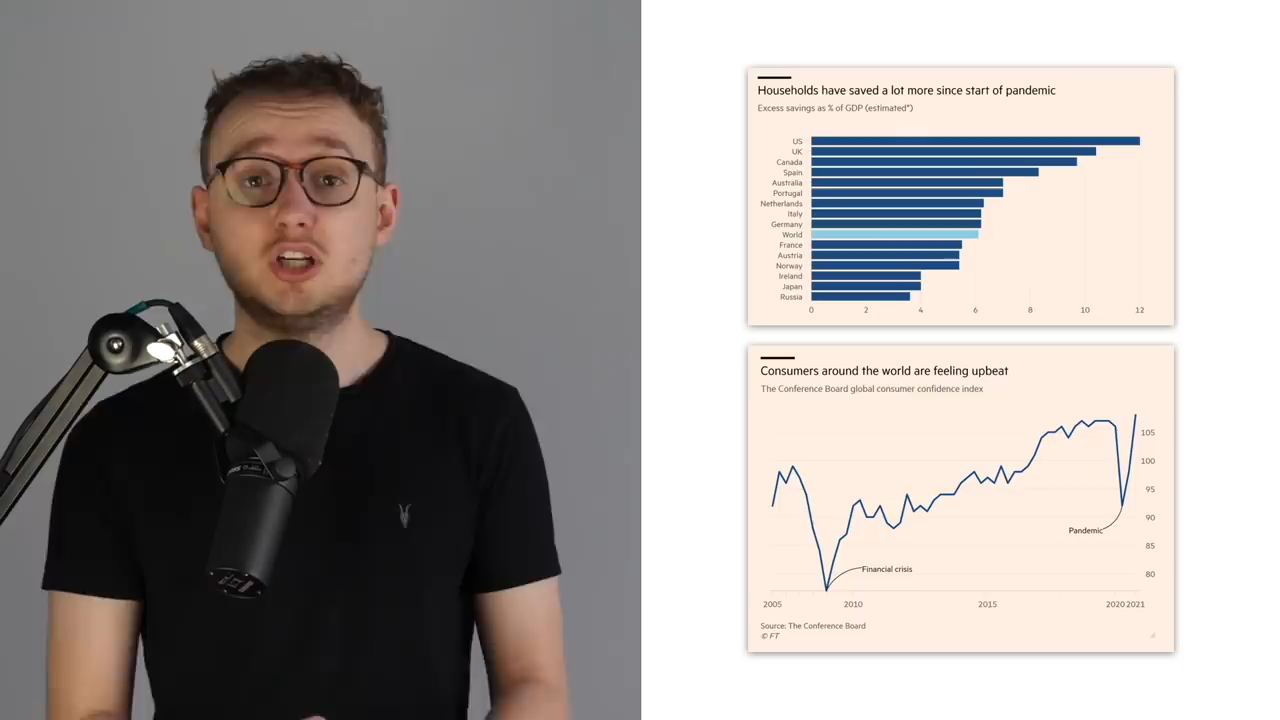 Households have saved a lot more since start of pandemic
Excess savings as % of GDP (estimated*)
US
UK
Canada
Spain
Australia
Portugal
Netherlands
Italy
Germany
World
France
Austria
Norway
Ireland
Japan
Russia
0 2 4 6 8 10 12
Consumers around the world are feeling upbeat
The Conference Board global consumer confidence index
105
100
95
90
Pandemic
85
Financial crisis
80
2005 2010 2015 2020 2021
Source: The Conference Board
© FT